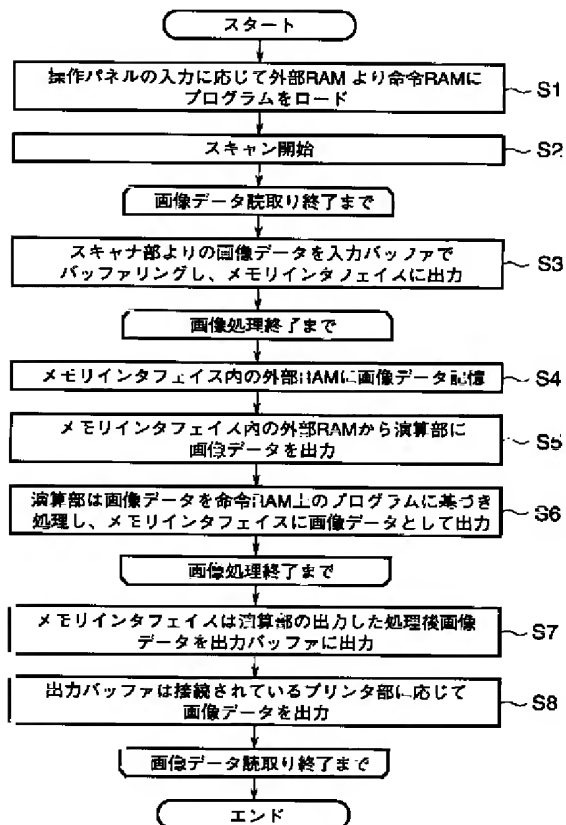 スタート
操作パネルの入力に応じて外部RAM より命令RAMに
プログラムをロード
S1
スキャン開始
S2
画像データ読取り終了まで
スキャナ部よりの画像データを入力バッファで
バッファリングし、メモリインタフェイスに出力
S3
画像処理終了まで
メモリインタフェイス内の外部RAMに画像データ記憶
S4
メモリインタフェイス内の外部RAMから演算部に
画像データを出力
S5
演算部は画像データを命令RAM上のプログラムに基づき
処理し、メモリインタフェイスに画像データとして出力
S6
画像処理終了まで
メモリインタフェイスは演算部の出力した処理後画像
データを出力バッファに出力
S7
出力バッファは接続されているプリンタ部に応じて
画像データを出力
S8
画像データ読取り終了まで
エンド